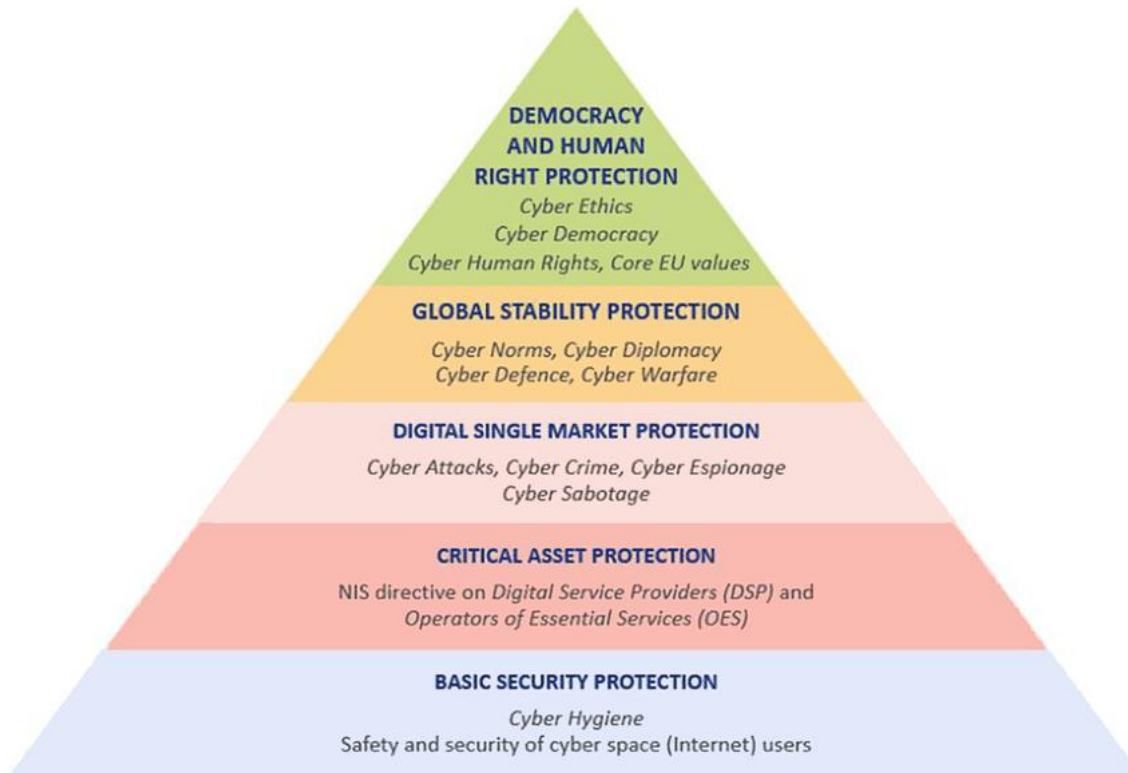 DEMOCRACY
AND HUMAN
RIGHT PROTECTION
Cyber Ethics
Cyber Democracy
Cyber Human Rights, Core EU values
GLOBAL STABILITY PROTECTION
Cyber Norms, Cyber Diplomacy
Cyber Defence, Cyber Warfare
DIGITAL SINGLE MARKET PROTECTION
Cyber Attacks, Cyber Crime, Cyber Espionage
Cyber Sabotage
CRITICAL ASSET PROTECTION
NIS directive on Digital Service Providers (DSP) and
Operators of Essential Services (OES)
BASIC SECURITY PROTECTION
Cyber Hygiene
Safety and security of cyber space (Internet) users